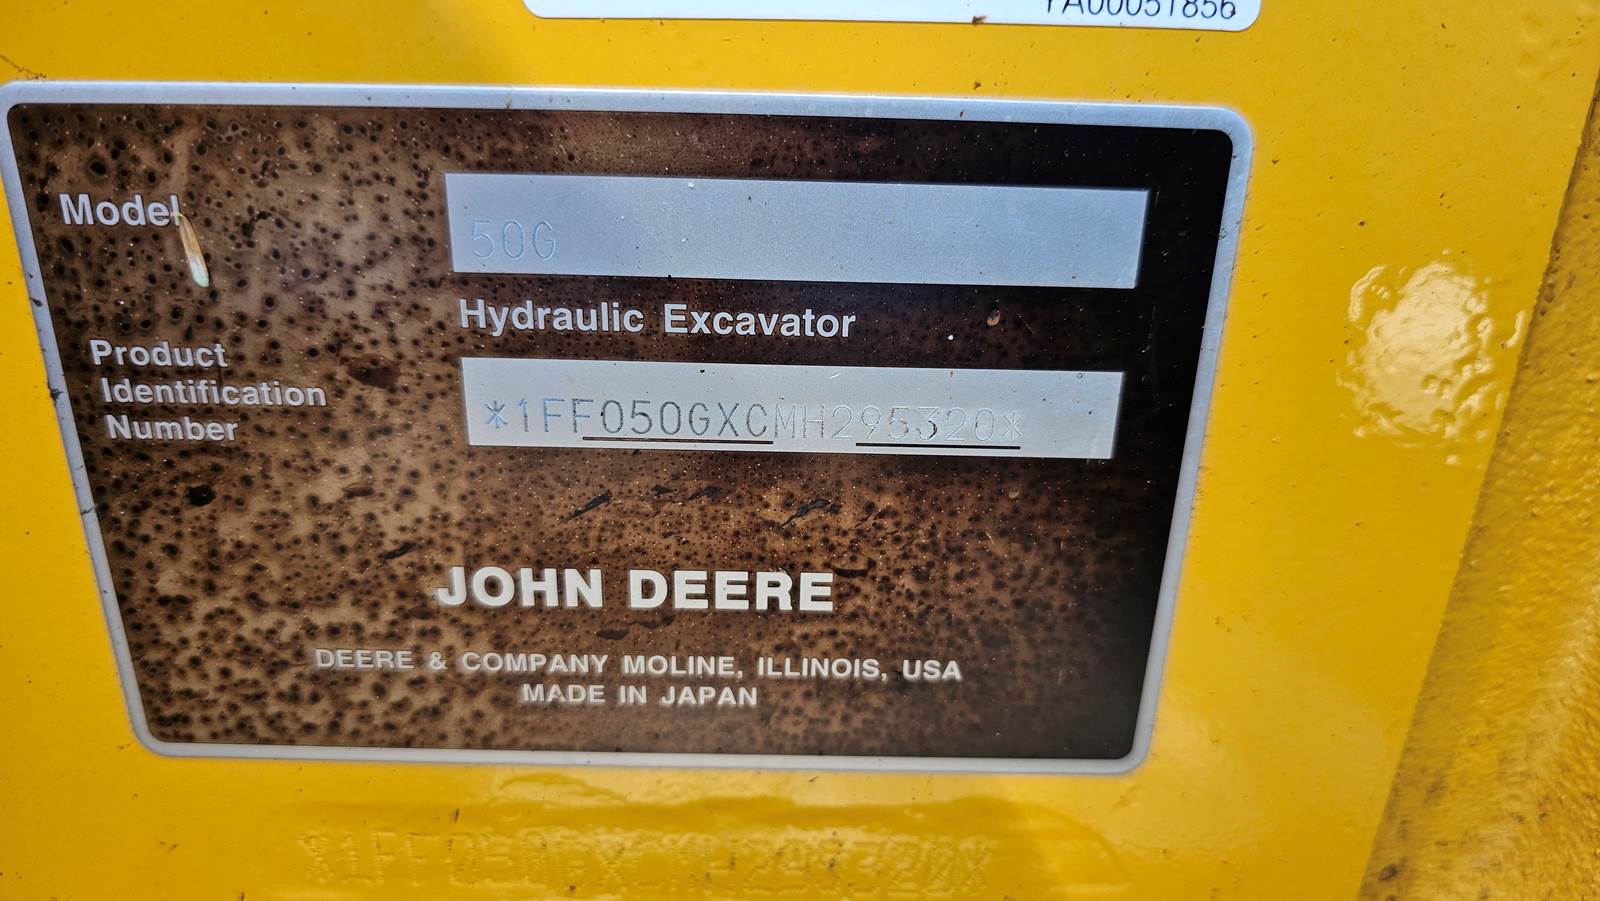 YA00051856
Model
50G
Hydraulic Excavator
Product
Identification
Number
*1FF050GXCMH295320*
JOHN DEERE
DEERE & COMPANY MOLINE, ILLINOIS, USA
MADE IN JAPAN
*1FF050GXCMH295320*